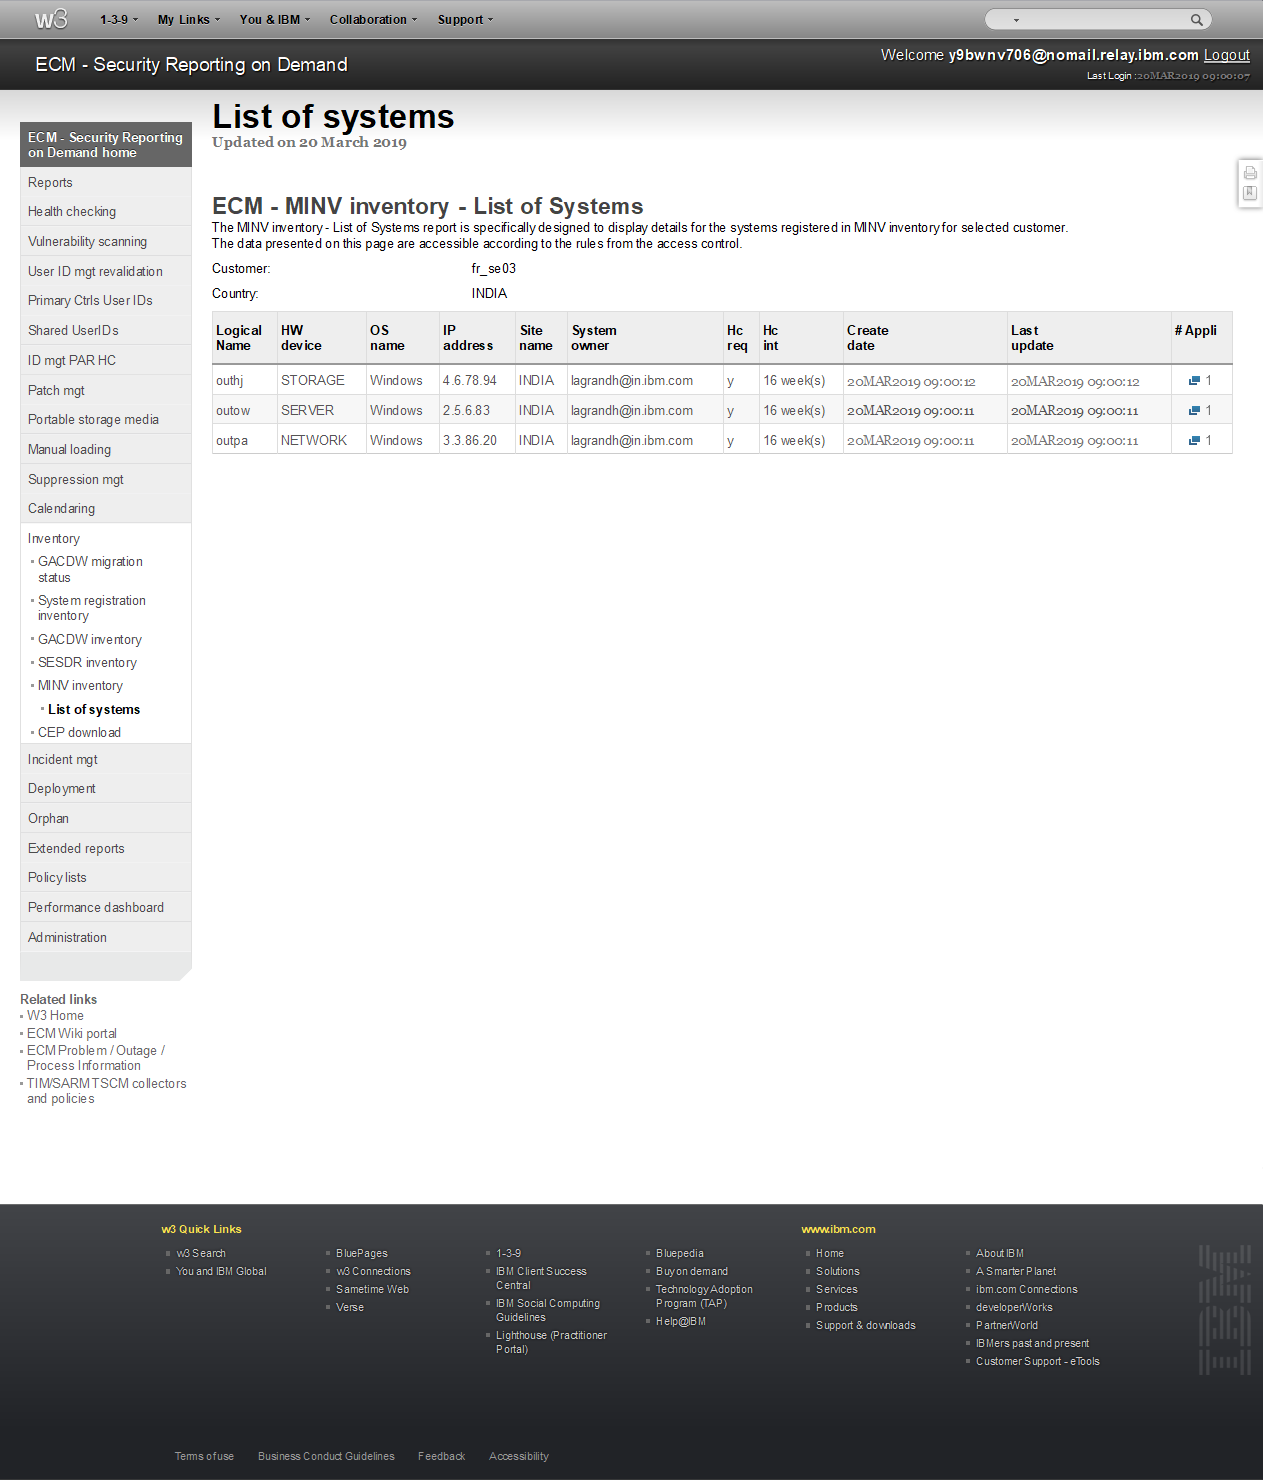 w3 1-3-9 My Links You & IBM Collaboration Support
ECM - Security Reporting on Demand
Welcome y9bwnv706@nomail.relay.ibm.com Logout
Last Login :20MAR2019 09:00:07
List of systems
Updated on 20 March 2019
ECM - Security Reporting
on Demand home
Reports
Health checking
Vulnerability scanning
User ID mgt revalidation
Primary Ctrls User IDs
Shared UserIDs
ID mgt PAR HC
Patch mgt
Portable storage media
Manual loading
Suppression mgt
Calendaring
Inventory
GACDW migration
status
System registration
inventory
GACDW inventory
SESDR inventory
MINV inventory
List of systems
CEP download
Incident mgt
Deployment
Orphan
Extended reports
Policy lists
Performance dashboard
Administration
Related links
W3 Home
ECM Wiki portal
ECM Problem / Outage /
Process Information
TIM/SARM TSCM collectors
and policies
ECM - MINV inventory - List of Systems
The MINV inventory - List of Systems report is specifically designed to display details for the systems registered in MINV inventory for selected customer.
The data presented on this page are accessible according to the rules from the access control.
Customer: fr_se03
Country: INDIA
Logical Name HW device OS name IP address Site name System owner Hc req Hc int Create date Last update # Appli
outhj STORAGE Windows 4.6.78.94 INDIA lagrandh@in.ibm.com y 16 week(s) 20MAR2019 09:00:12 20MAR2019 09:00:12 1
outow SERVER Windows 2.5.6.83 INDIA lagrandh@in.ibm.com y 16 week(s) 20MAR2019 09:00:11 20MAR2019 09:00:11 1
outpa NETWORK Windows 3.3.86.20 INDIA lagrandh@in.ibm.com y 16 week(s) 20MAR2019 09:00:11 20MAR2019 09:00:11 1
w3 Quick Links
w3 Search
You and IBM Global
BluePages
w3 Connections
Sametime Web
Verse
1-3-9
IBM Client Success
Central
IBM Social Computing
Guidelines
Lighthouse (Practitioner
Portal)
Bluepedia
Buy on demand
Technology Adoption
Program (TAP)
Help@IBM
www.ibm.com
Home
Solutions
Services
Products
Support & downloads
About IBM
A Smarter Planet
ibm.com Connections
developerWorks
PartnerWorld
IBMers past and present
Customer Support - eTools
IBM
Terms of use Business Conduct Guidelines Feedback Accessibility